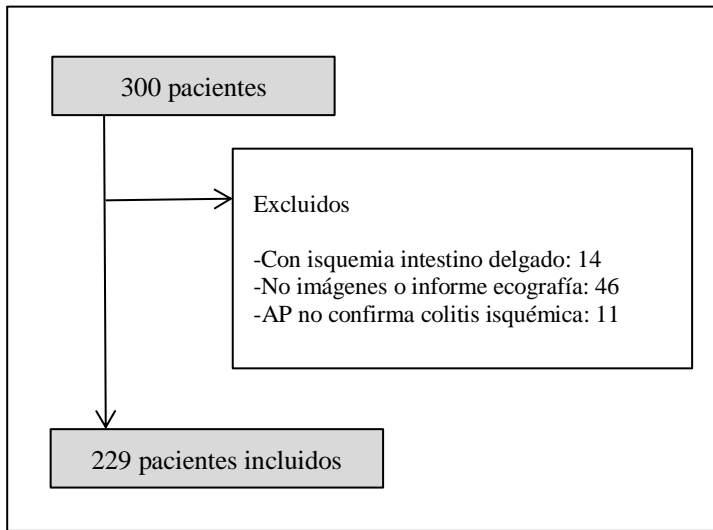 300 pacientes
Excluidos
-Con isquemia intestino delgado: 14
-No imágenes o informe ecografía: 46
-AP no confirma colitis isquémica: 11
229 pacientes incluidos